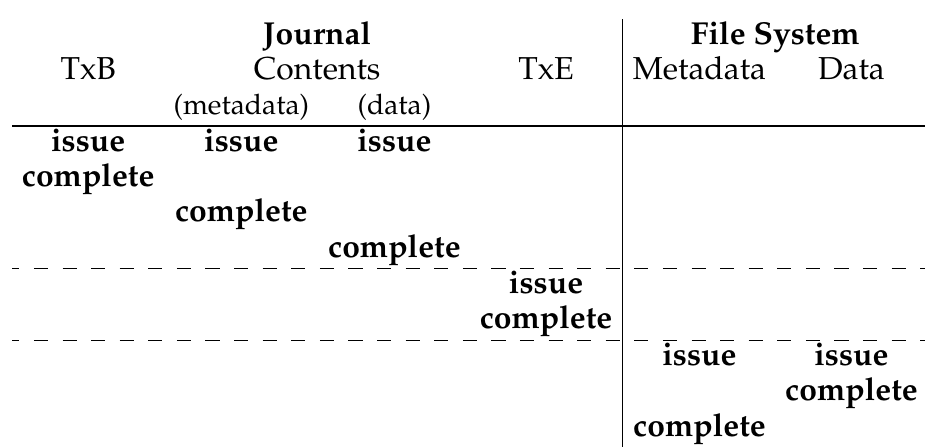 Journal File System
TxB Contents TxE Metadata Data
(metadata) (data)
issue issue issue
complete
complete
complete
issue
complete
issue issue
complete
complete